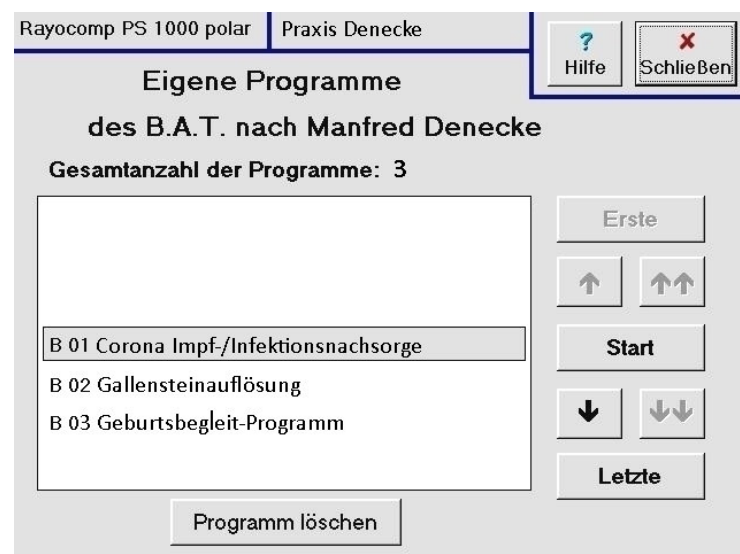 Rayocomp PS 1000 polar
Praxis Denecke
?
Hilfe
x
Schließen
Eigene Programme
des B.A.T. nach Manfred Denecke
Gesamtanzahl der Programme: 3
B 01 Corona Impf-/Infektionsnachsorge
B 02 Gallensteinauflösung
B 03 Geburtsbegleit-Programm
Erste
↑ ↑↑
Start
↓ ↓↓
Letzte
Programm löschen